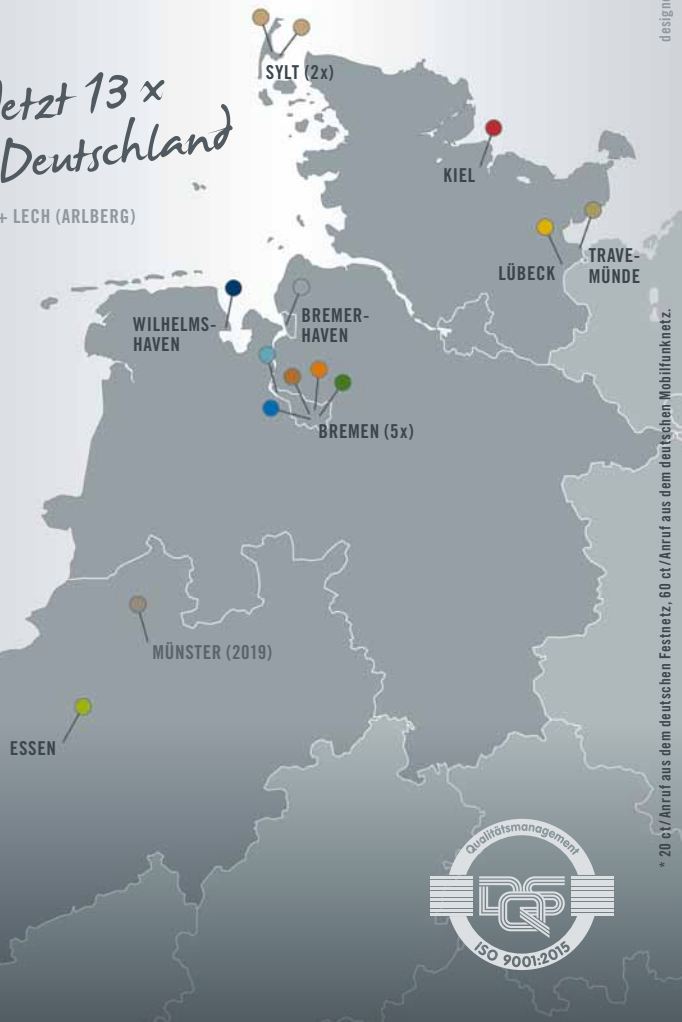 etzt 13 x
Deutschland
+ LECH (ARLBERG)
SYLT (2x)
KIEL
LÜBECK
TRAVE-
MÜNDE
WILHELMS-
HAVEN
BREMER-
HAVEN
BREMEN (5x)
MÜNSTER (2019)
ESSEN
Qualitätsmanagement
DQS
ISO 9001:2015
* 20 ct/Anruf aus dem deutschen Festnetz, 60 ct/Anruf aus dem deutschen Mobilfunknetz.
designe